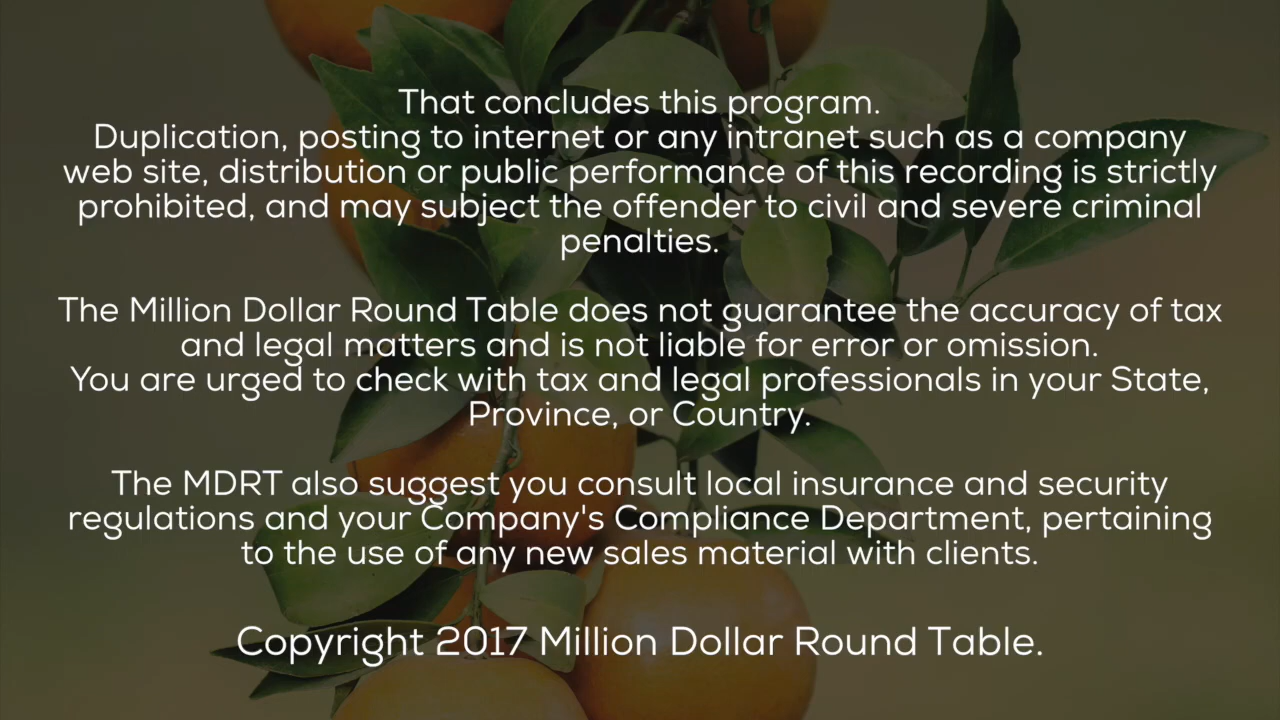 That concludes this program.
Duplication, posting to internet or any intranet such as a company
web site, distribution or public performance of this recording is strictly
prohibited, and may subject the offender to civil and severe criminal
penalties.
The Million Dollar Round Table does not guarantee the accuracy of tax
and legal matters and is not liable for error or omission.
You are urged to check with tax and legal professionals in your State,
Province, or Country.
The MDRT also suggest you consult local insurance and security
regulations and your Company's Compliance Department, pertaining
to the use of any new sales material with clients.
Copyright 2017 Million Dollar Round Table.